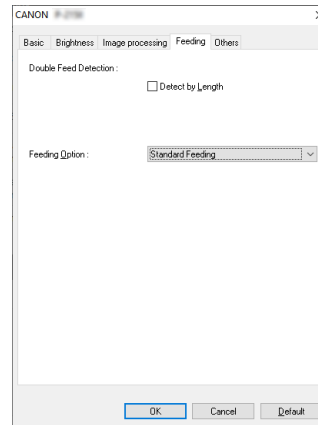 CANON
Basic Brightness Image processing Feeding Others
Double Feed Detection :
Detect by Length
Feeding Option : Standard Feeding
OK Cancel Default